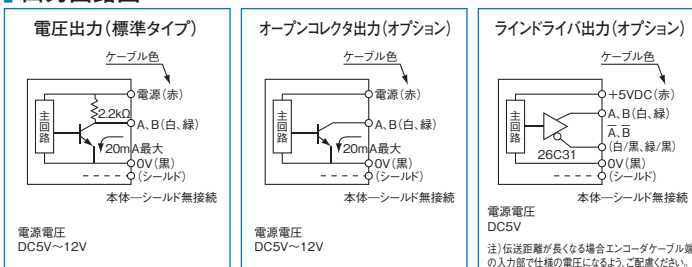 電圧出力（標準タイプ）
ケーブル色
電源（赤）
2.2kΩ
主回路
A、B（白、緑）
20mA最大
0V（黒）
（シールド）
本体―シールド無接続
電源電圧
DC5V～12V
オープンコレクタ出力（オプション）
ケーブル色
電源（赤）
主回路
A、B（白、緑）
20mA最大
0V（黒）
（シールド）
本体―シールド無接続
電源電圧
DC5V～12V
ラインドライバ出力（オプション）
ケーブル色
+5VDC（赤）
主回路
A、B（白、緑）
A̅、B̅
（白/黒、緑/黒）
26C31
0V（黒）
（シールド）
本体―シールド無接続
電源電圧
DC5V
注）伝送距離が長くなる場合エンコーダケーブル端
の入力部で仕様の電圧になるよう、ご配慮ください。